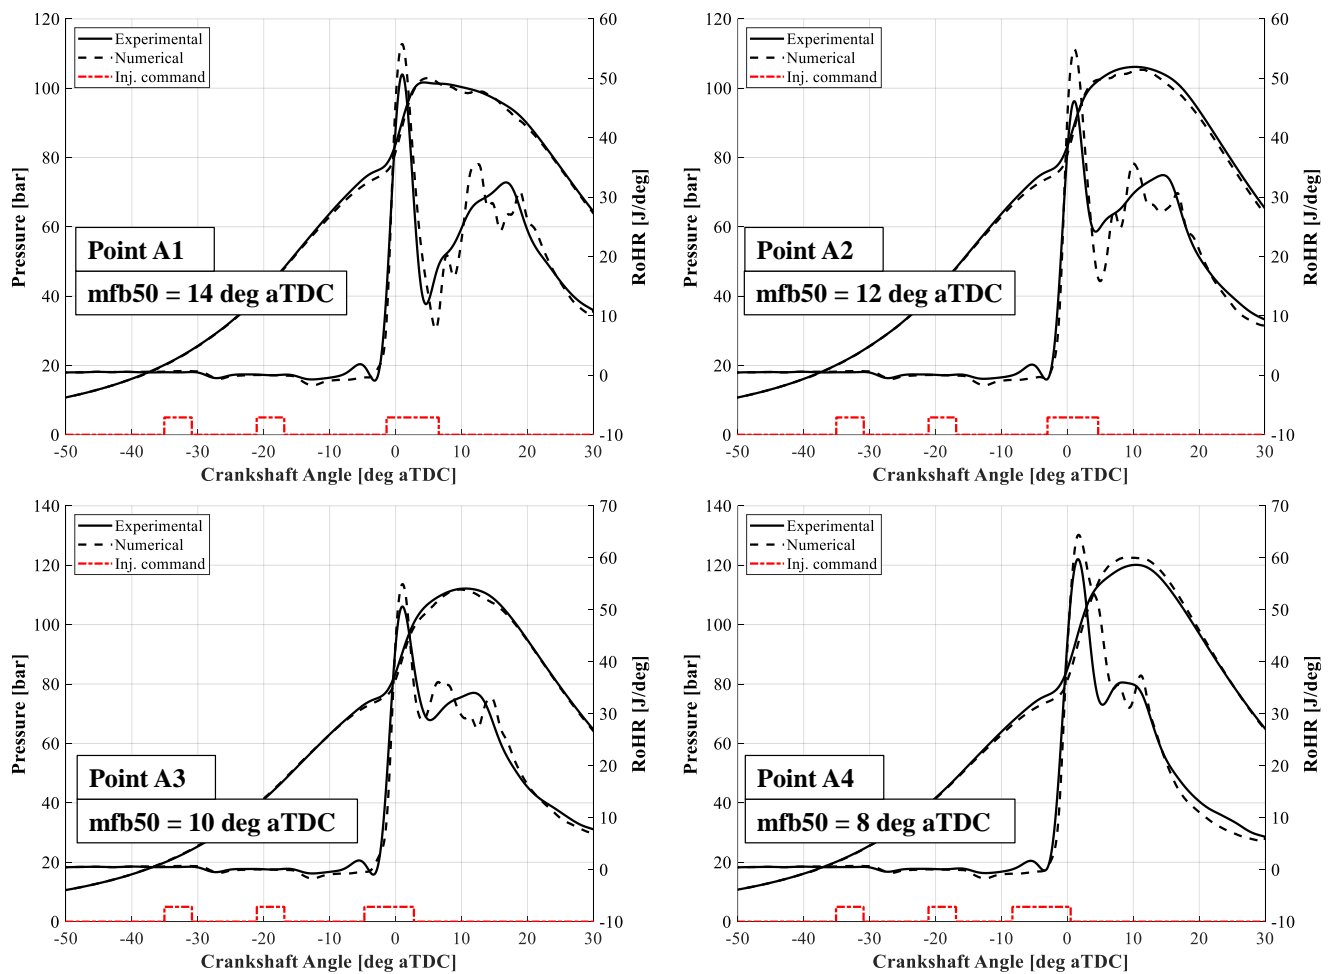 120
100
80
60
40
20
0
Pressure [bar]
60
50
40
30
20
10
0
-10
RoHR [J/deg]
Experimental
Numerical
Inj. command
Point A1
mfb50 = 14 deg aTDC
-50 -40 -30 -20 -10 0 10 20 30
Crankshaft Angle [deg aTDC]
120
100
80
60
40
20
0
Pressure [bar]
60
50
40
30
20
10
0
-10
RoHR [J/deg]
Experimental
Numerical
Inj. command
Point A2
mfb50 = 12 deg aTDC
-50 -40 -30 -20 -10 0 10 20 30
Crankshaft Angle [deg aTDC]
140
120
100
80
60
40
20
0
Pressure [bar]
70
60
50
40
30
20
10
0
-10
RoHR [J/deg]
Experimental
Numerical
Inj. command
Point A3
mfb50 = 10 deg aTDC
-50 -40 -30 -20 -10 0 10 20 30
Crankshaft Angle [deg aTDC]
140
120
100
80
60
40
20
0
Pressure [bar]
70
60
50
40
30
20
10
0
-10
RoHR [J/deg]
Experimental
Numerical
Inj. command
Point A4
mfb50 = 8 deg aTDC
-50 -40 -30 -20 -10 0 10 20 30
Crankshaft Angle [deg aTDC]